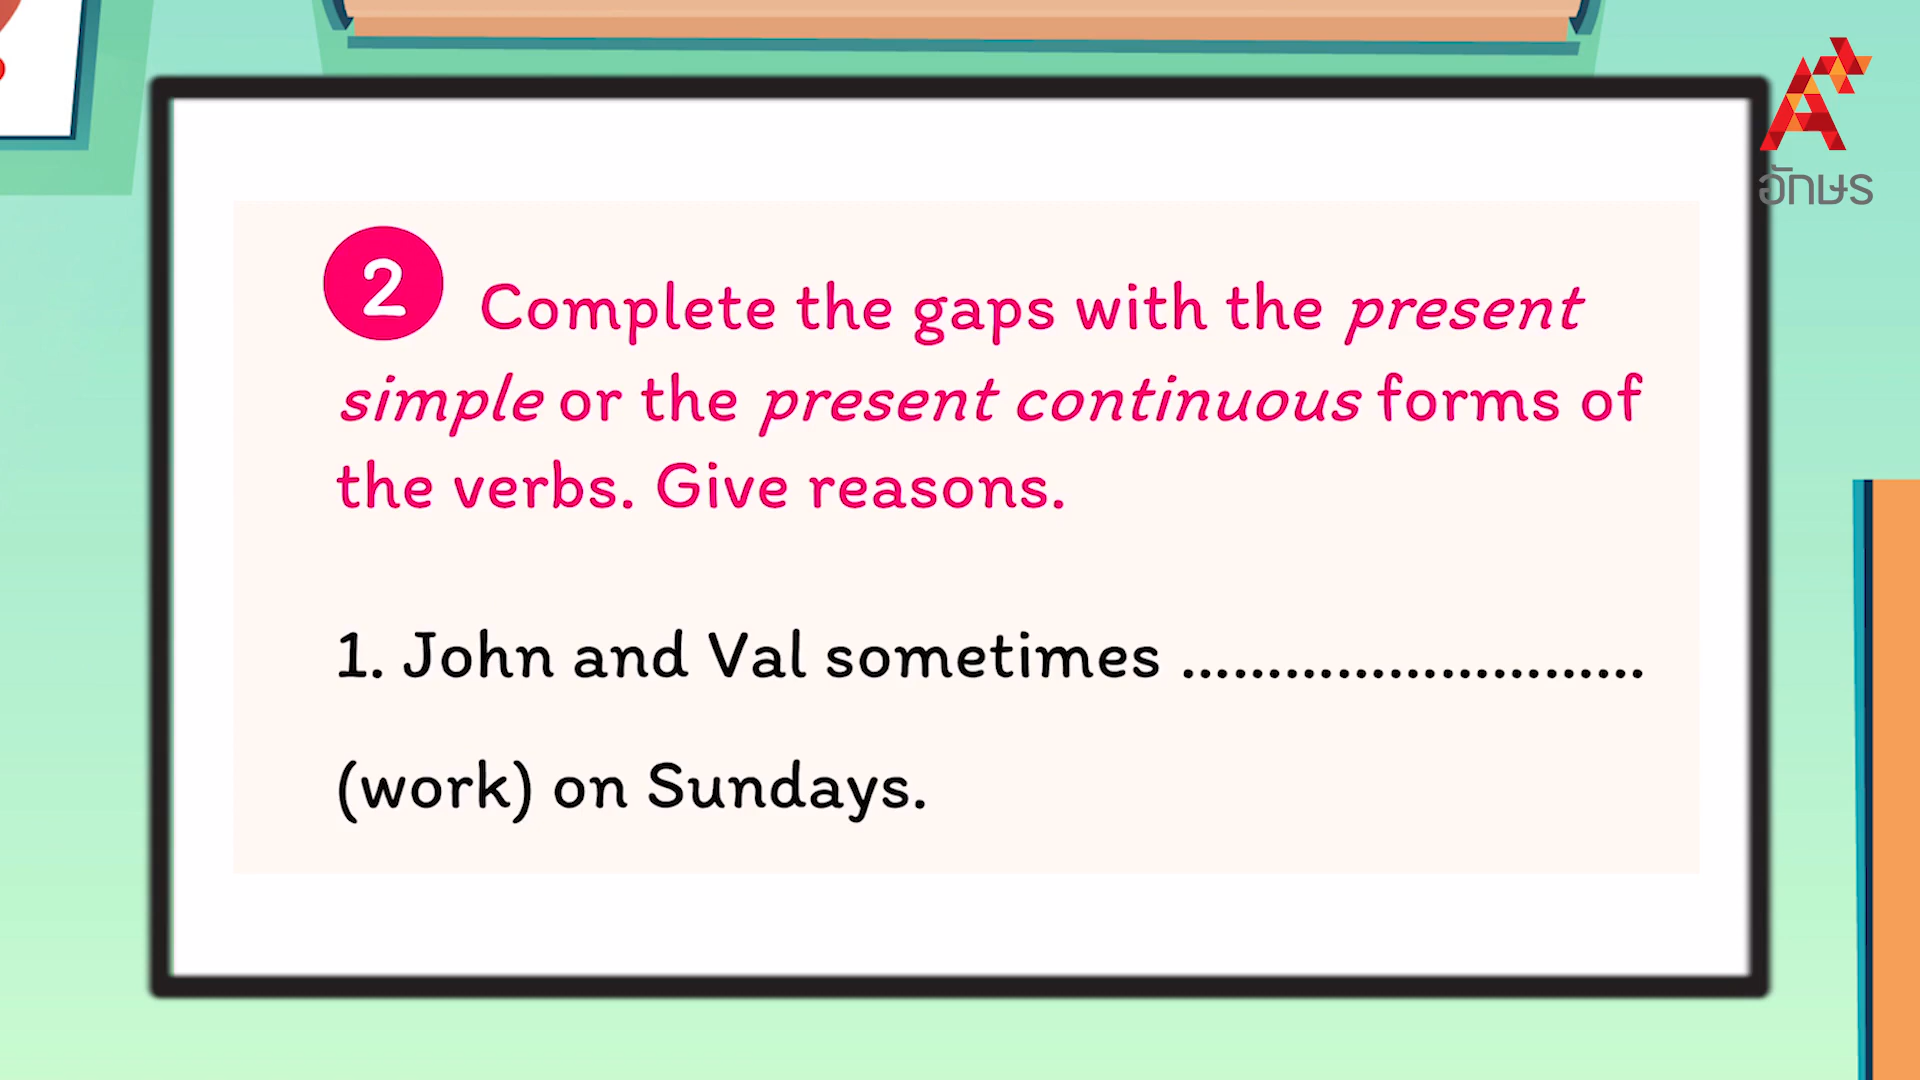 อักษร
2 Complete the gaps with the present
simple or the present continuous forms of
the verbs. Give reasons.
1. John and Val sometimes ...........................
(work) on Sundays.